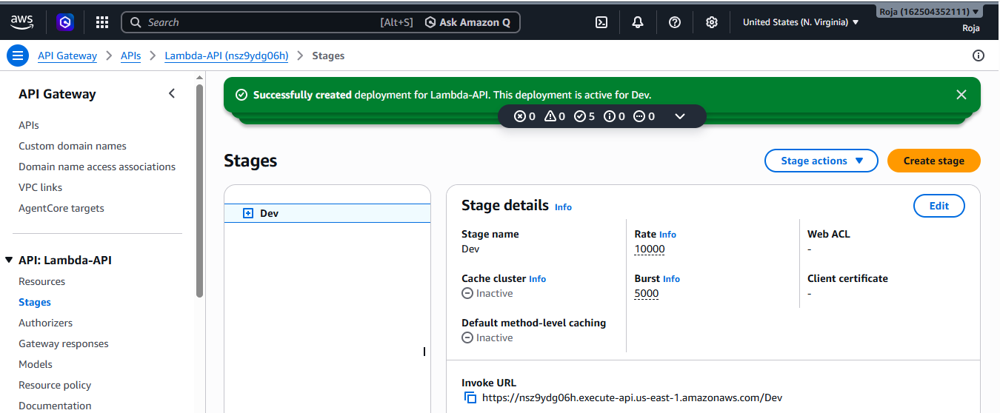 aws
Search [Alt+S] Ask Amazon Q
United States (N. Virginia) ▼
Roja (162504352111) ▼
Roja
API Gateway > APIs > Lambda-API (nsz9ydg06h) > Stages
API Gateway
APIs
Custom domain names
Domain name access associations
VPC links
AgentCore targets
API: Lambda-API
Resources
Stages
Authorizers
Gateway responses
Models
Resource policy
Documentation
Successfully created deployment for Lambda-API. This deployment is active for Dev.
0 0 5 0 0
Stages
Stage actions ▼
Create stage
Dev
Stage details Info
Edit
Stage name
Dev
Rate Info
10000
Web ACL
-
Cache cluster Info
Inactive
Burst Info
5000
Client certificate
-
Default method-level caching
Inactive
Invoke URL
https://nsz9ydg06h.execute-api.us-east-1.amazonaws.com/Dev